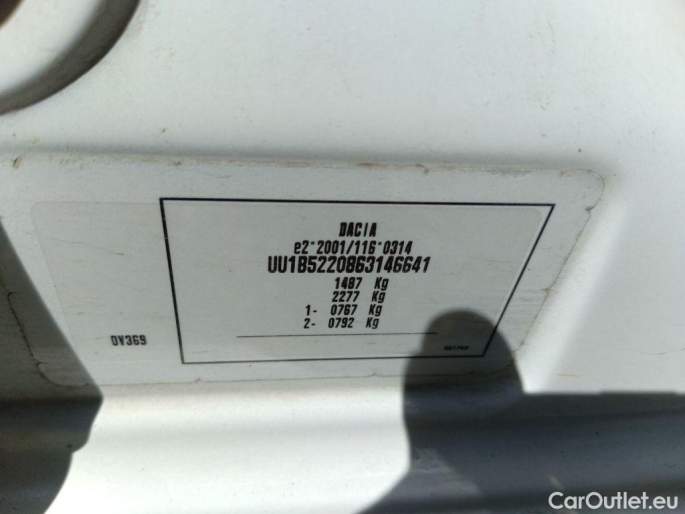 DACIA
e2*2001/116*0314
UU1B5220863146641
1487 Kg
2277 Kg
1- 0767 Kg
2- 0792 Kg
OV369
CarOutlet.eu